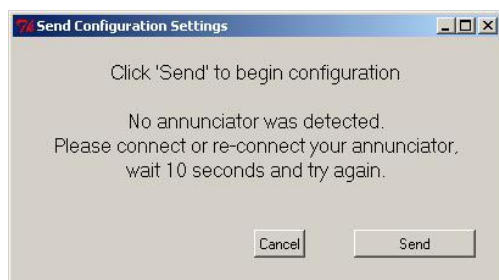 Send Configuration Settings
Click 'Send' to begin configuration
No annunciator was detected.
Please connect or re-connect your annunciator,
wait 10 seconds and try again.
Cancel Send